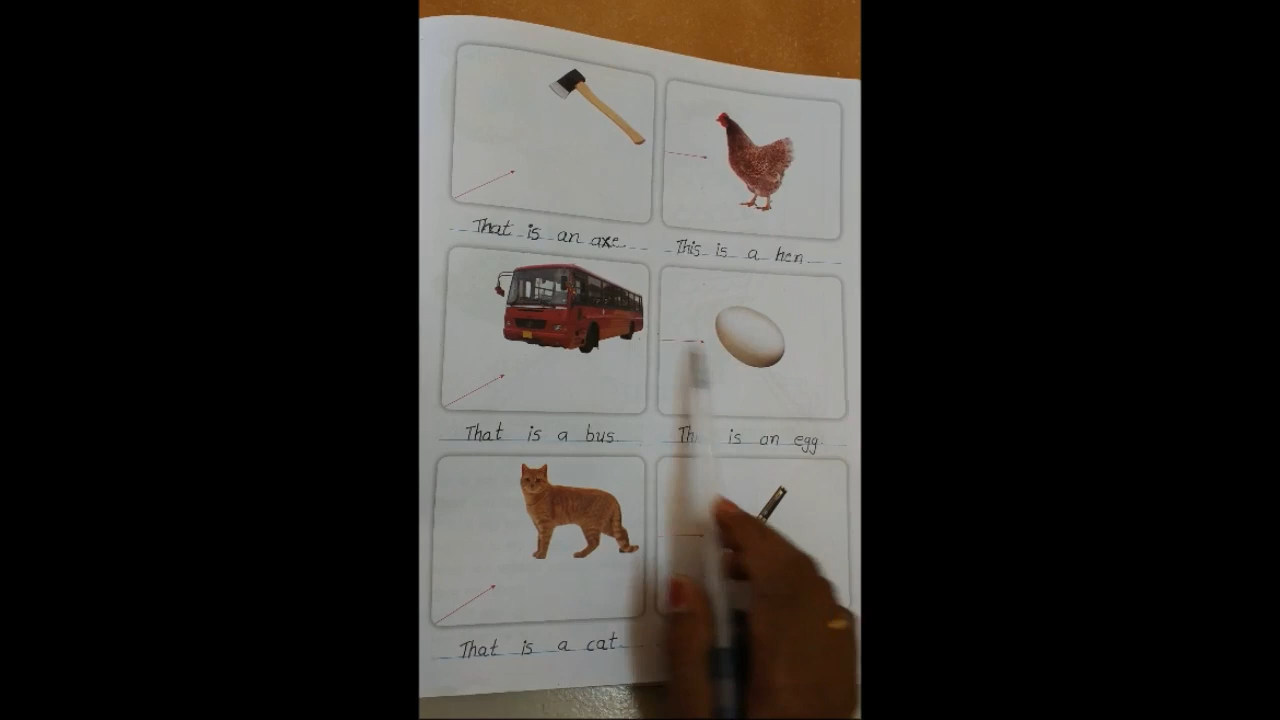 That is an axe
This is a hen
That is a bus
is an egg
That is a cat